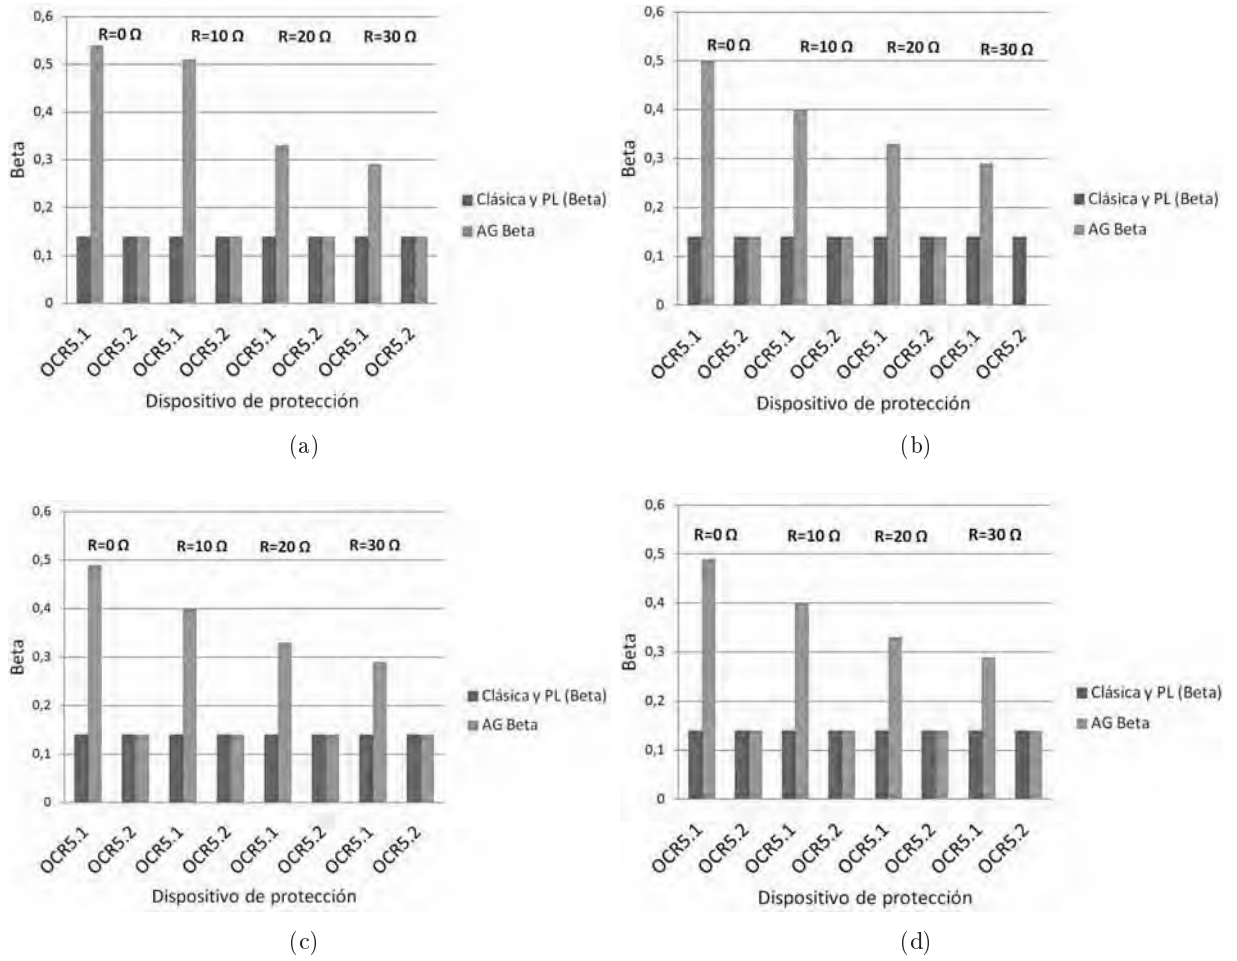 0,6
R=0 Ω R=10 Ω R=20 Ω R=30 Ω
0,5
0,4
0,3
0,2
0,1
0
Beta
OCR5.1 OCR5.2 OCR5.1 OCR5.2 OCR5.1 OCR5.2 OCR5.1 OCR5.2
Dispositivo de protección
Clásica y PL (Beta)
AG Beta
(a)
0,6
R=0 Ω R=10 Ω R=20 Ω R=30 Ω
0,5
0,4
0,3
0,2
0,1
0
Beta
OCR5.1 OCR5.2 OCR5.1 OCR5.2 OCR5.1 OCR5.2 OCR5.1 OCR5.2
Dispositivo de protección
Clásica y PL (Beta)
AG Beta
(b)
0,6
R=0 Ω R=10 Ω R=20 Ω R=30 Ω
0,5
0,4
0,3
0,2
0,1
0
Beta
OCR5.1 OCR5.2 OCR5.1 OCR5.2 OCR5.1 OCR5.2 OCR5.1 OCR5.2
Dispositivo de protección
Clásica y PL (Beta)
AG Beta
(c)
0,6
R=0 Ω R=10 Ω R=20 Ω R=30 Ω
0,5
0,4
0,3
0,2
0,1
0
Beta
OCR5.1 OCR5.2 OCR5.1 OCR5.2 OCR5.1 OCR5.2 OCR5.1 OCR5.2
Dispositivo de protección
Clásica y PL (Beta)
AG Beta
(d)